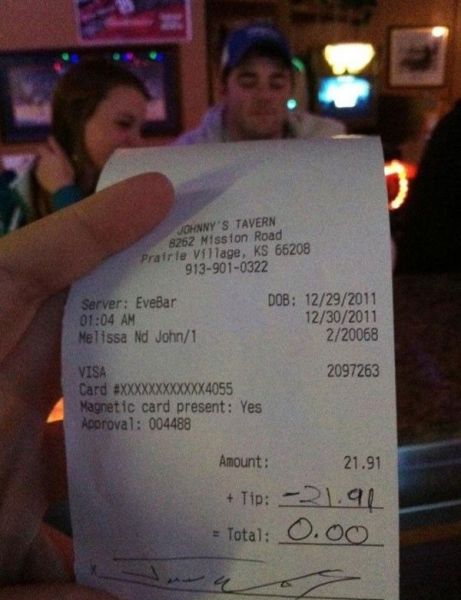 JOHNNY'S TAVERN
8262 Mission Road
Prairie Village, KS 66208
913-901-0322
Server: EveBar DOB: 12/29/2011
01:04 AM 12/30/2011
Melissa Nd John/1 2/20068
VISA 2097263
Card #XXXXXXXXXXXX4055
Magnetic card present: Yes
Approval: 004488
Amount: 21.91
+ Tip: -21.91
= Total: 0.00
X